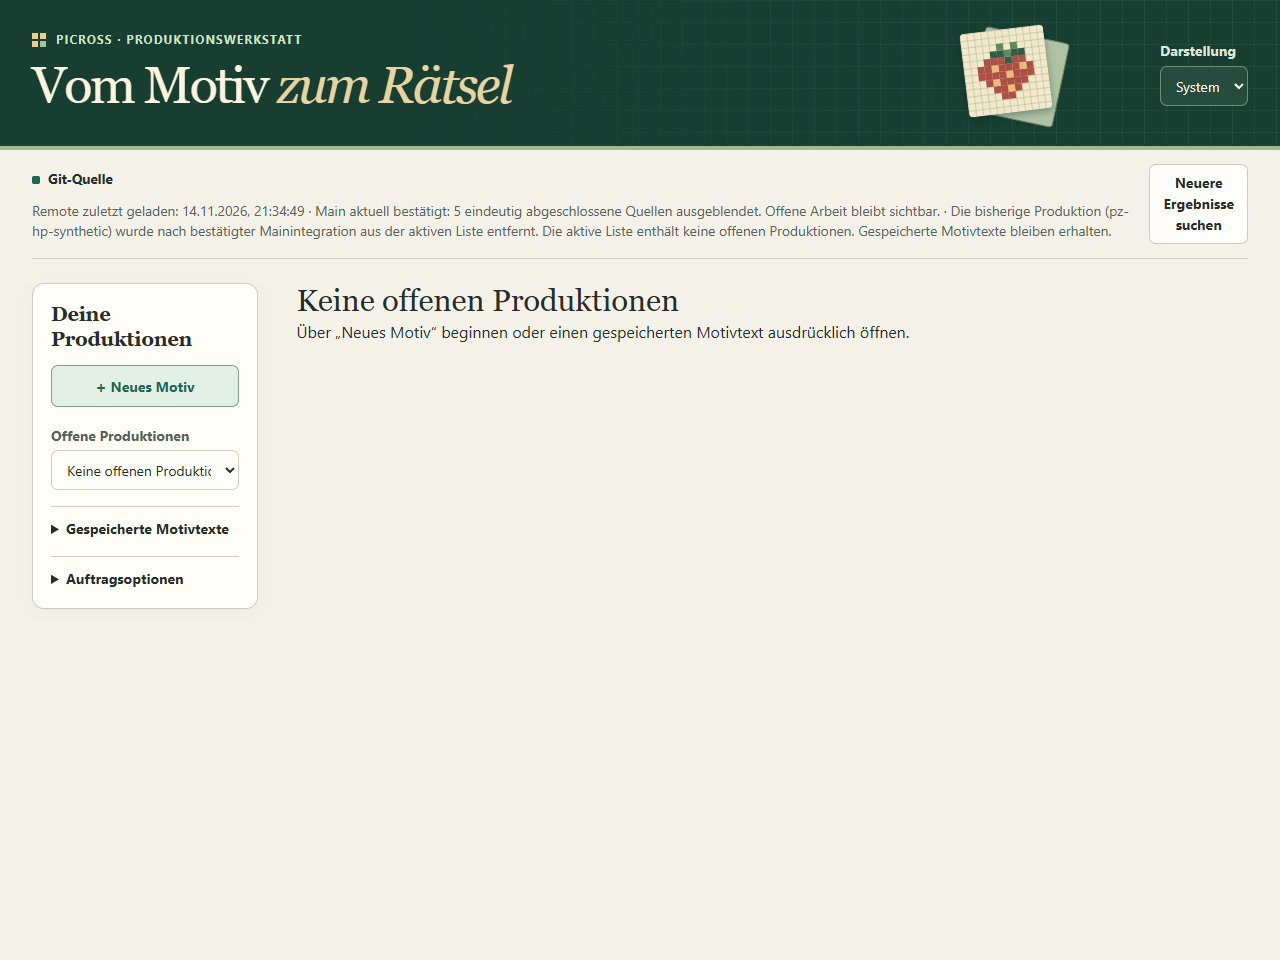 PICROSS · PRODUKTIONSWERKSTATT
Vom Motiv zum Rätsel
Darstellung
System
Git-Quelle
Remote zuletzt geladen: 14.11.2026, 21:34:49 · Main aktuell bestätigt: 5 eindeutig abgeschlossene Quellen ausgeblendet. Offene Arbeit bleibt sichtbar. · Die bisherige Produktion (pz-
hp-synthetic) wurde nach bestätigter Mainintegration aus der aktiven Liste entfernt. Die aktive Liste enthält keine offenen Produktionen. Gespeicherte Motivtexte bleiben erhalten.
Neuere
Ergebnisse
suchen
Deine
Produktionen
+ Neues Motiv
Offene Produktionen
Keine offenen Produktic
Gespeicherte Motivtexte
Auftragsoptionen
Keine offenen Produktionen
Über „Neues Motiv“ beginnen oder einen gespeicherten Motivtext ausdrücklich öffnen.